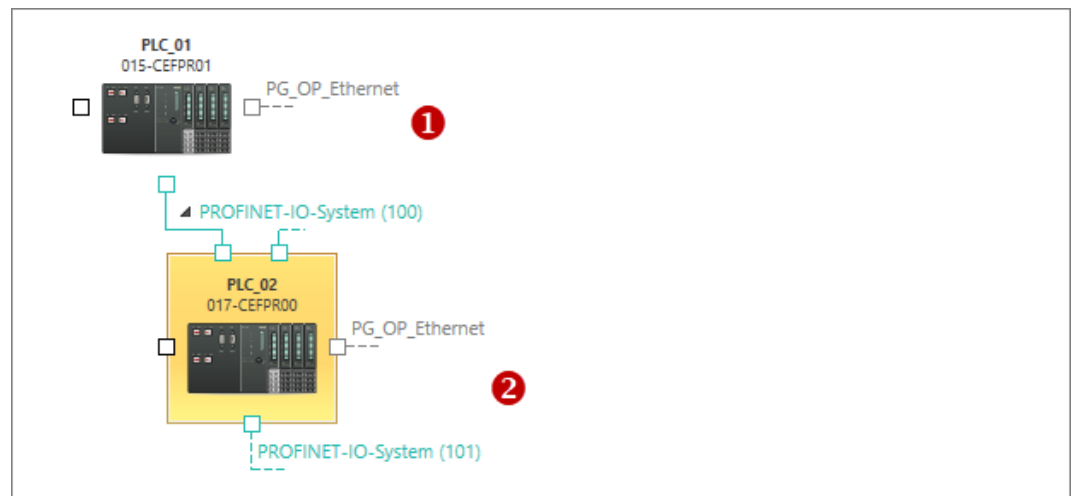 PLC_01
015-CEFPR01
PG_OP_Ethernet
1
PROFINET-IO-System (100)
PLC_02
017-CEFPR00
PG_OP_Ethernet
2
PROFINET-IO-System (101)